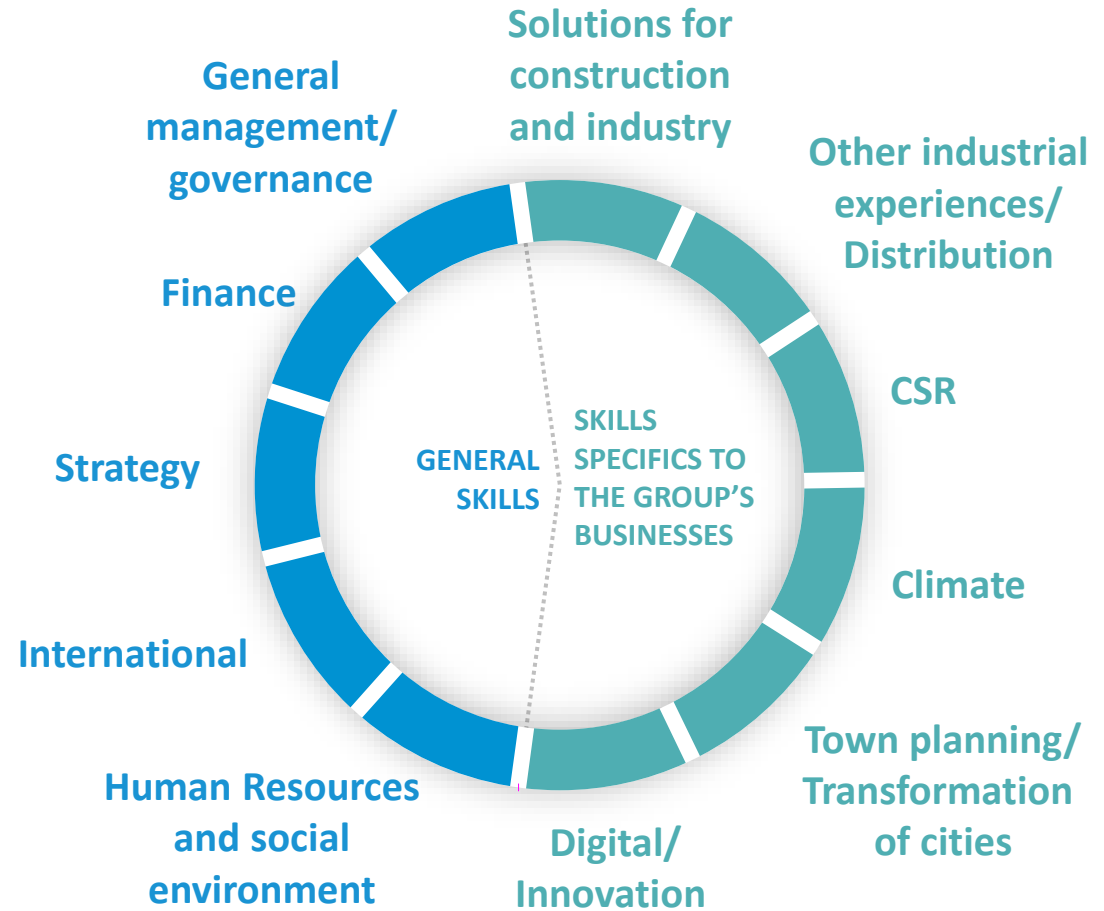 Solutions for
construction
and industry
General
management/
governance
Other industrial
experiences/
Distribution
Finance
CSR
Strategy
GENERAL
SKILLS
SKILLS
SPECIFICS TO
THE GROUP'S
BUSINESSES
Climate
International
Town planning/
Transformation
of cities
Human Resources
and social
environment
Digital/
Innovation